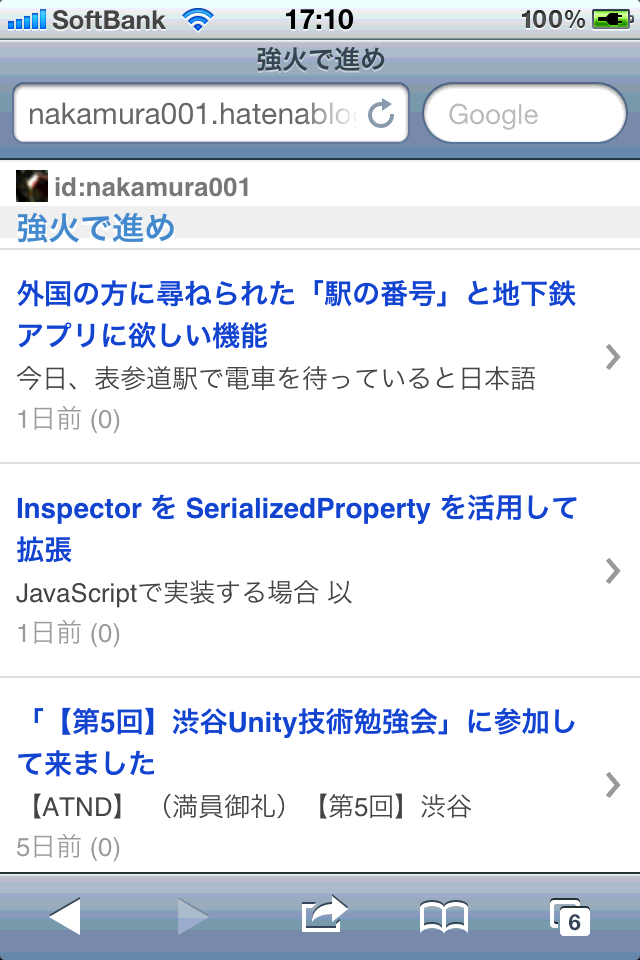 SoftBank 17:10 100%
強火で進め
nakamura001.hatenablo
Google
id:nakamura001
強火で進め
外国の方に尋ねられた「駅の番号」と地下鉄
アプリに欲しい機能
今日、表参道駅で電車を待っていると日本語
1日前 (0)
Inspector を SerializedProperty を活用して
拡張
JavaScriptで実装する場合 以
1日前 (0)
「【第5回】渋谷Unity技術勉強会」に参加し
て来ました
【ATND】 （満員御礼）【第5回】渋谷
5日前 (0)
6